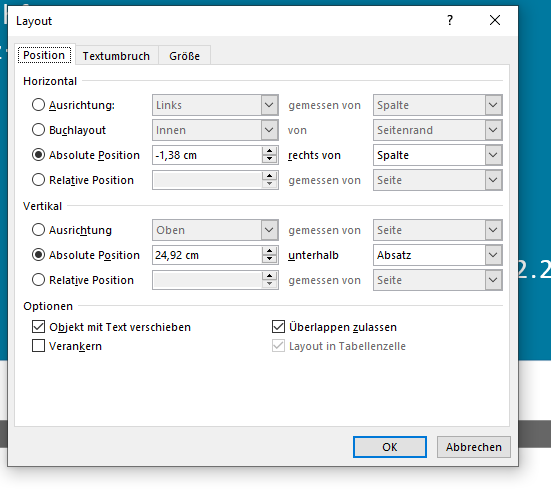 Layout ?
Position Textumbruch Größe
Horizontal
Ausrichtung: Links gemessen von Spalte
Buchlayout Innen von Seitenrand
Absolute Position -1,38 cm rechts von Spalte
Relative Position gemessen von Seite
Vertikal
Ausrichtung Oben gemessen von Seite
Absolute Position 24,92 cm unterhalb Absatz
Relative Position gemessen von Seite
2.2
Optionen
Objekt mit Text verschieben Überlappen zulassen
Verankern Layout in Tabellenzelle
OK Abbrechen